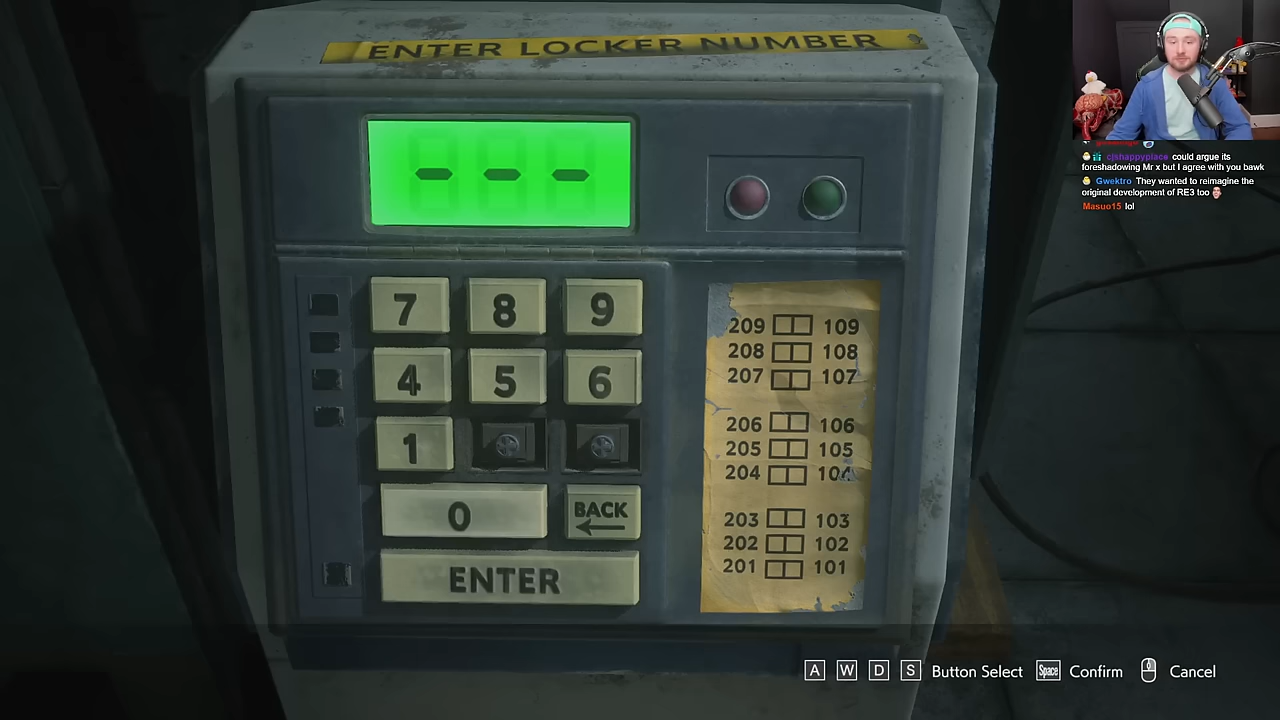 ENTER LOCKER NUMBER
- - -
7 8 9
4 5 6
1
0 BACK
ENTER
209 109
208 108
207 107
206 106
205 105
204 104
203 103
202 102
201 101
cjshappyplace could argue its
foreshadowing Mr x but I agree with you bawk
Gwektro They wanted to reimagine the
original development of RE3 too
Masuo15 lol
A W D S Button Select Space Confirm Cancel